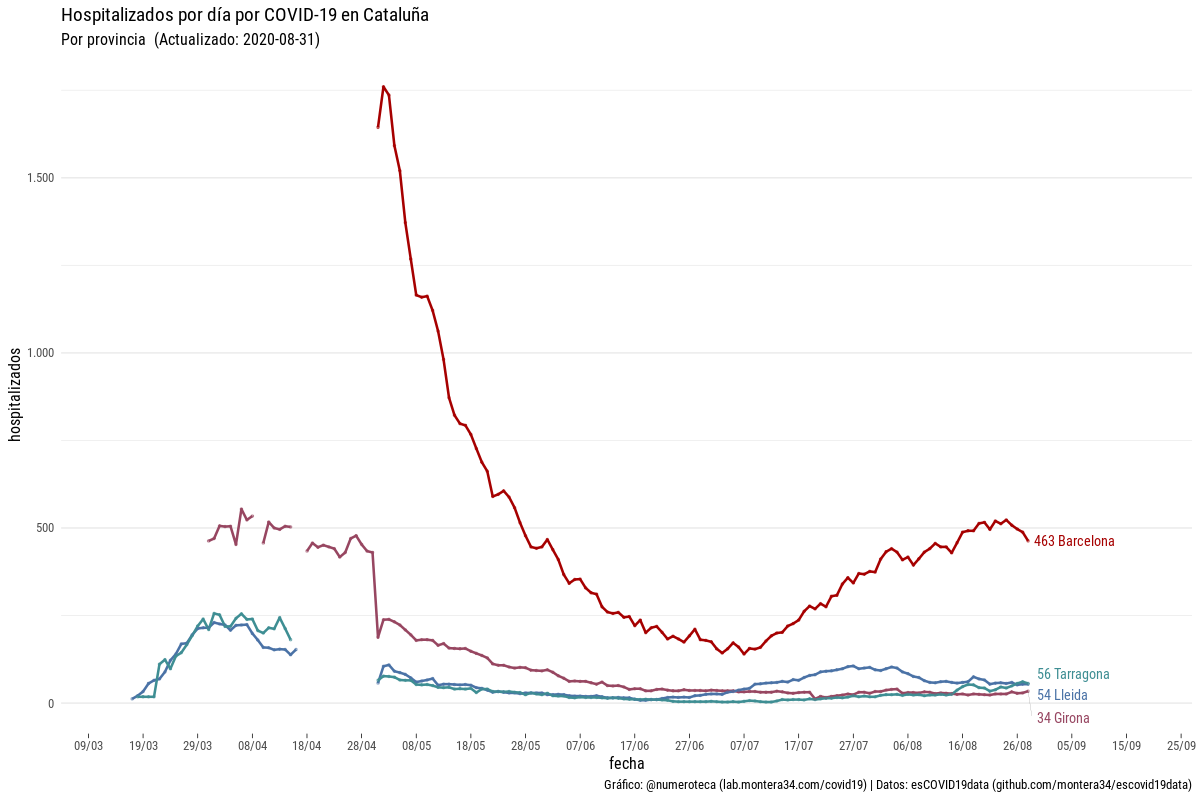 Hospitalizados por día por COVID-19 en Cataluña
Por provincia (Actualizado: 2020-08-31)
hospitalizados
1.500
1.000
500
0
463 Barcelona
56 Tarragona
54 Lleida
34 Girona
09/03 19/03 29/03 08/04 18/04 28/04 08/05 18/05 28/05 07/06 17/06 27/06 07/07 17/07 27/07 06/08 16/08 26/08 05/09 15/09 25/09
fecha
Gráfico: @numeroteca (lab.montera34.com/covid19) | Datos: esCOVID19data (github.com/montera34/escovid19data)